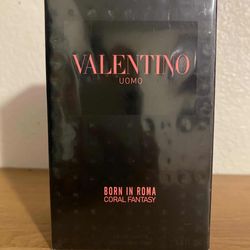 VALENTINO
UOMO
BORN IN ROMA
CORAL FANTASY